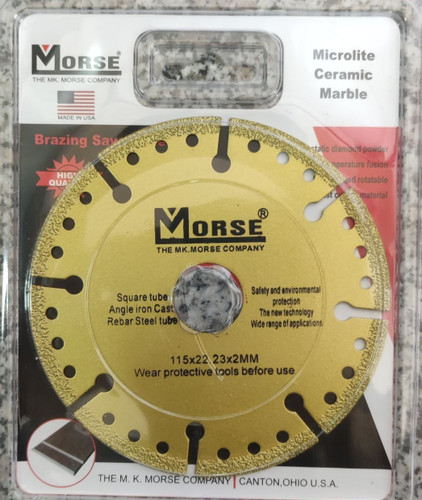 MORSE®
THE MK. MORSE COMPANY
MADE IN USA
Microlite
Ceramic
Marble
Brazing Saw
HIGH
diamond powder
fusion
rotatable
material
MORSE®
THE MK.MORSE COMPANY
Square tube
Angle iron Cast
Rebar Steel tube
Safety and environmental
protection
The new technology
Wide range of applications
115x22.23x2MM
Wear protective tools before use
THE M. K. MORSE COMPANY | CANTON,OHIO U.S.A.